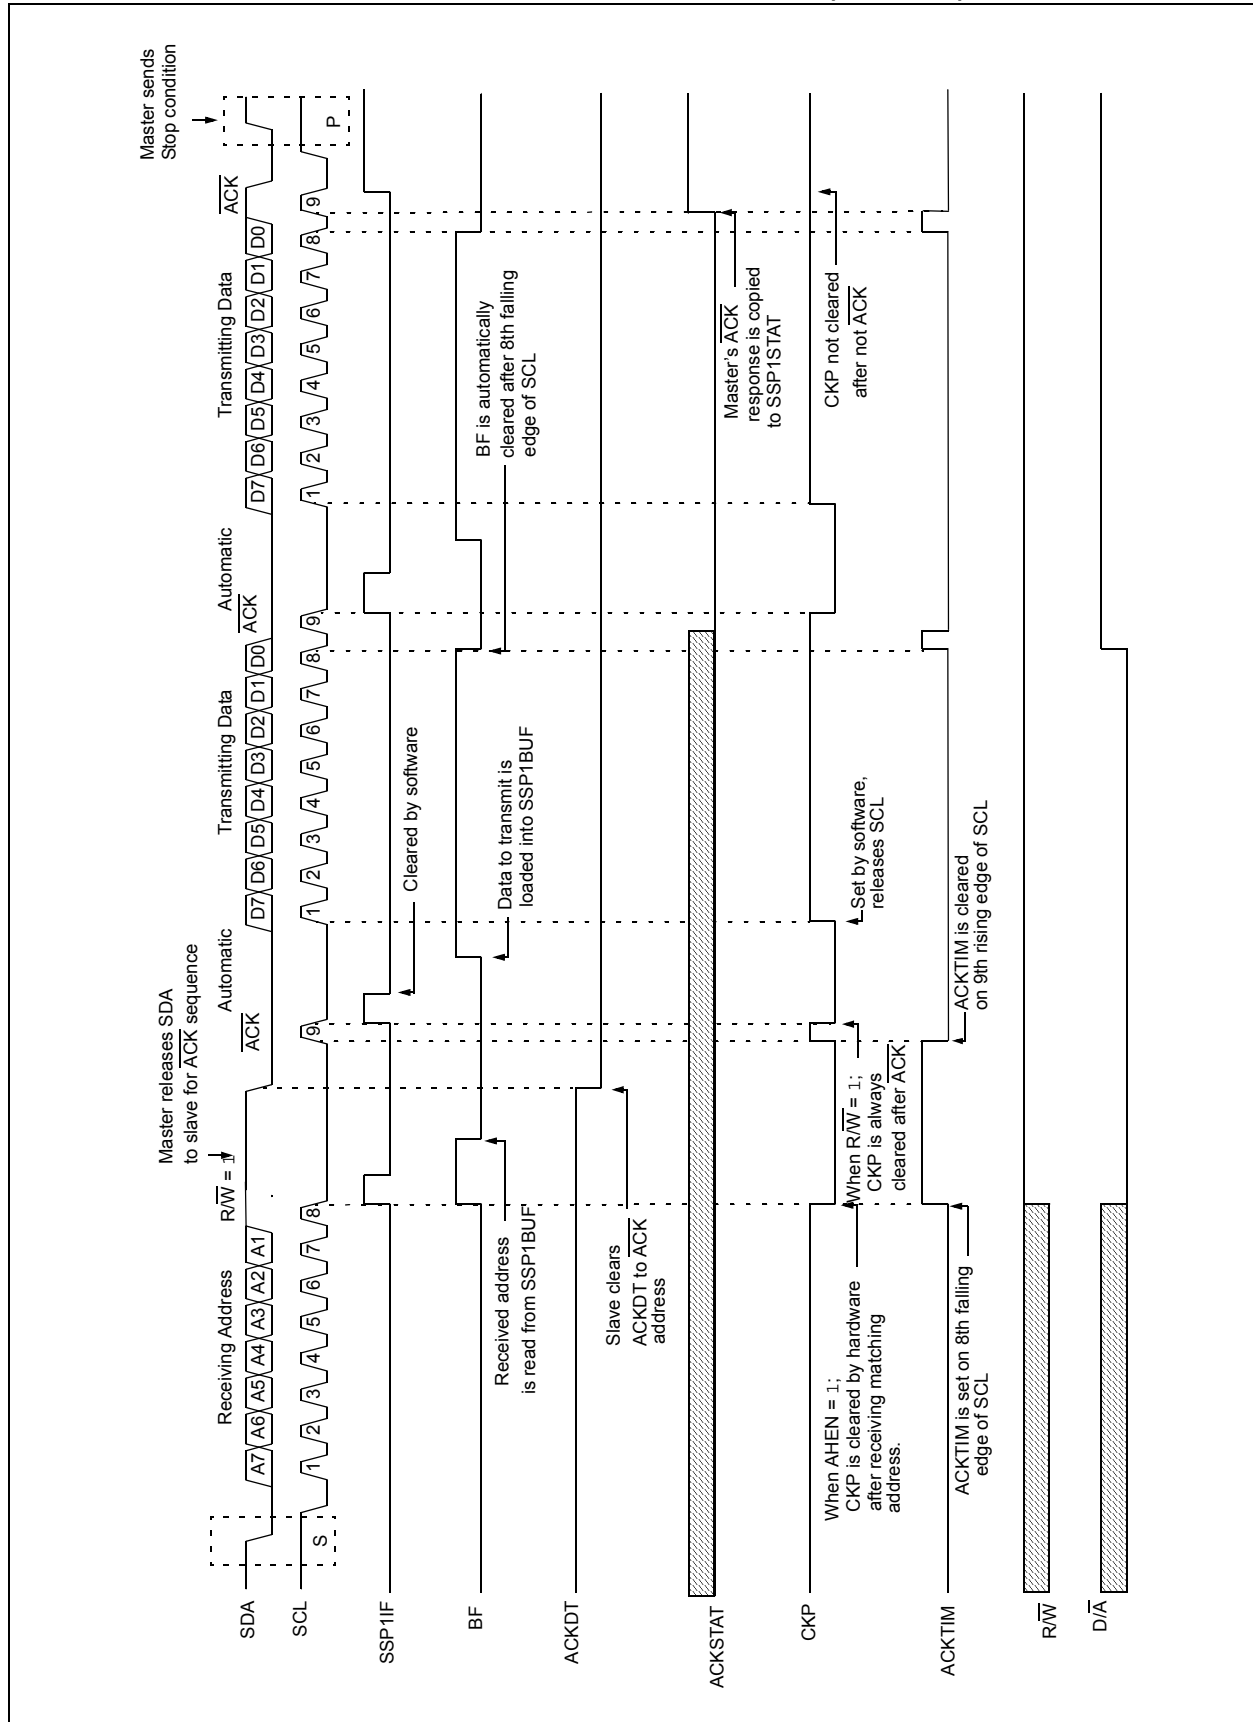 Master sends
Stop condition
Master releases SDA
to slave for ACK sequence
Receiving Address
R/W = 1
Automatic
Transmitting Data
Automatic
Transmitting Data
ACK
ACK
ACK
SDA
A7 A6 A5 A4 A3 A2 A1
D7 D6 D5 D4 D3 D2 D1 D0
D7 D6 D5 D4 D3 D2 D1 D0
SCL
S
1 2 3 4 5 6 7 8 9
1 2 3 4 5 6 7 8 9
1 2 3 4 5 6 7 8 9
P
SSP1IF
Cleared by software
BF
Received address
is read from SSP1BUF
Data to transmit is
loaded into SSP1BUF
BF is automatically
cleared after 8th falling
edge of SCL
ACKDT
Slave clears
ACKDT to ACK
address
ACKSTAT
Master's ACK
response is copied
to SSP1STAT
CKP
When AHEN = 1;
CKP is cleared by hardware
after receiving matching
address.
When R/W = 1;
CKP is always
cleared after ACK
Set by software,
releases SCL
CKP not cleared
after not ACK
ACKTIM
ACKTIM is set on 8th falling
edge of SCL
ACKTIM is cleared
on 9th rising edge of SCL
R/W
D/A